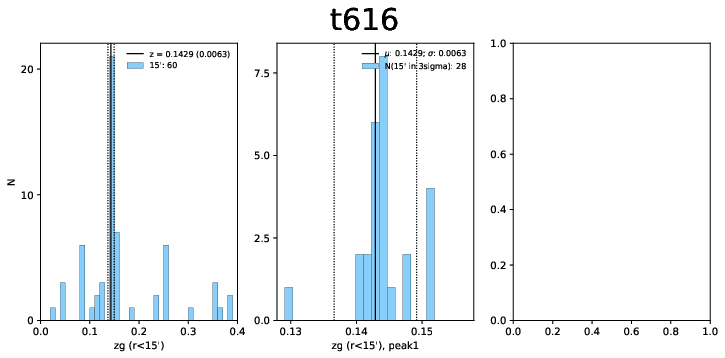 t616
z = 0.1429 (0.0063)
15': 60
N
20
10
0
0.0 0.1 0.2 0.3 0.4
zg (r<15')
μ: 0.1429; σ: 0.0063
N(15' in 3sigma): 28
7.5
5.0
2.5
0.0
0.13 0.14 0.15
zg (r<15'), peak1
1.0
0.8
0.6
0.4
0.2
0.0
0.0 0.2 0.4 0.6 0.8 1.0